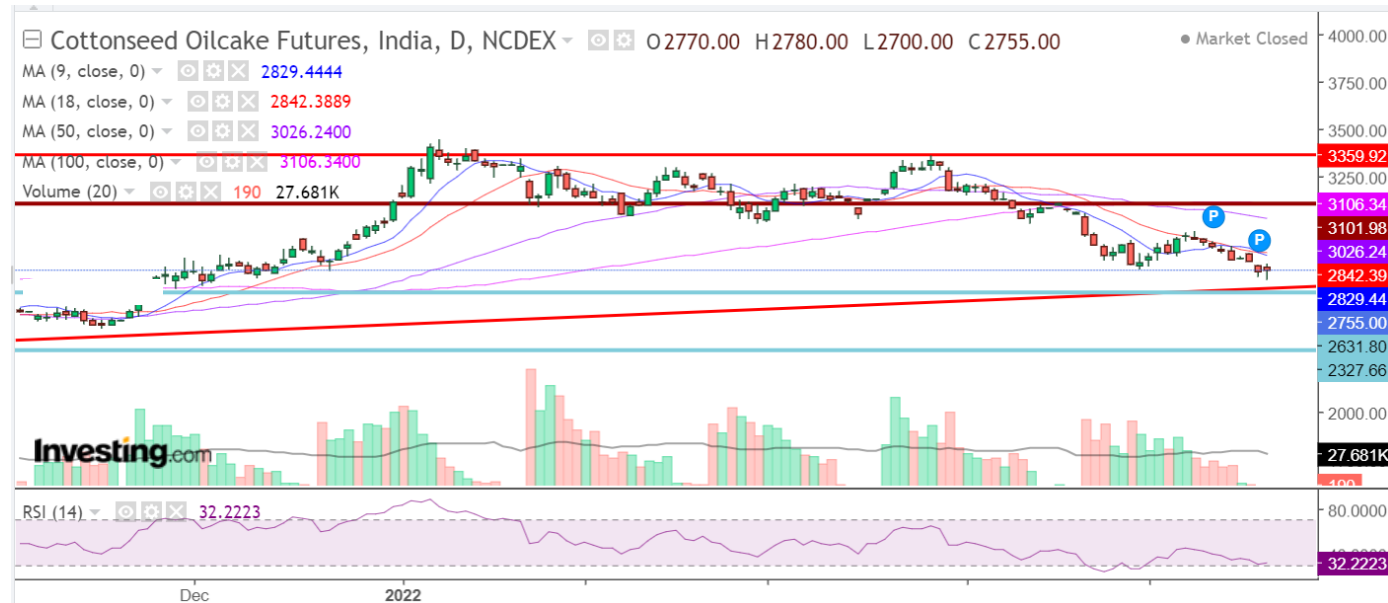 Cottonseed Oilcake Futures, India, D, NCDEX O2770.00 H2780.00 L2700.00 C2755.00
Market Closed
MA (9, close, 0) 2829.4444
MA (18, close, 0) 2842.3889
MA (50, close, 0) 3026.2400
MA (100, close, 0) 3106.3400
Volume (20) 190 27.681K
4000.00
3750.00
3500.00
3359.92
3250.00
3106.34
3101.98
3026.24
2842.39
2829.44
2755.00
2631.80
2327.66
2000.00
27.681K
P
P
Investing.com
RSI (14) 32.2223
80.0000
32.2223
Dec
2022